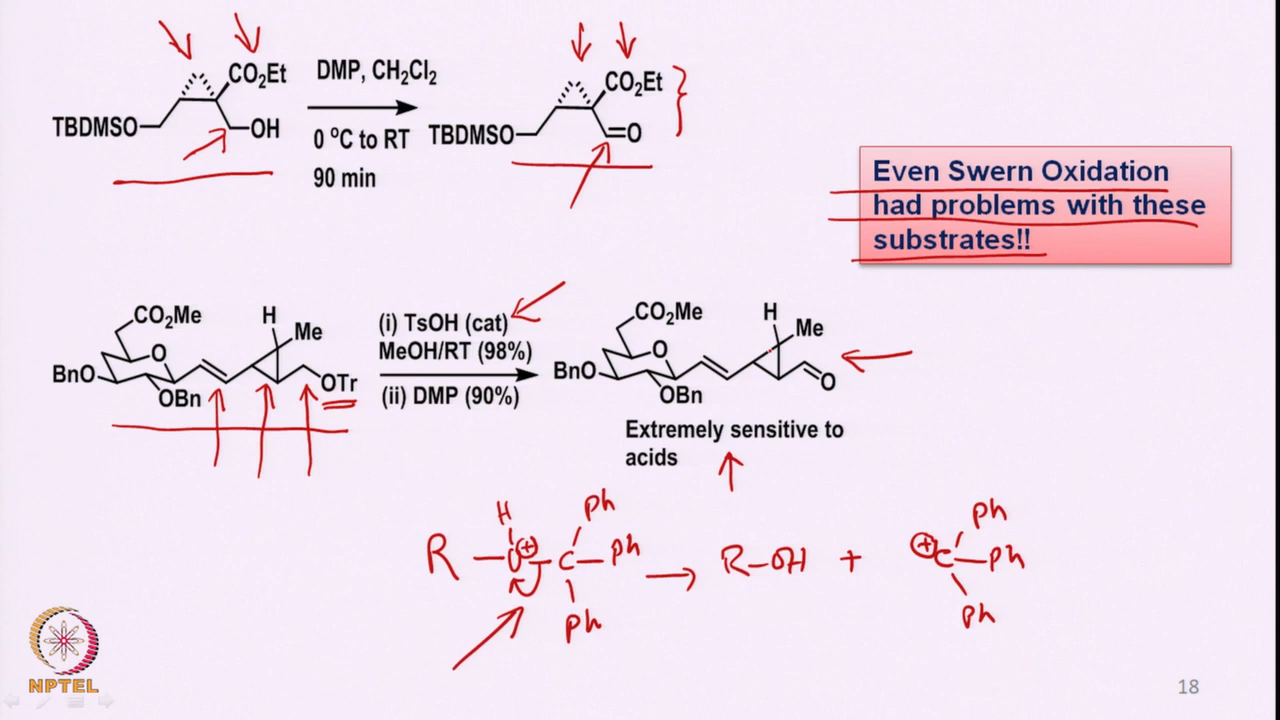 CO2Et
TBDMSO
OH
DMP, CH2Cl2
0 ºC to RT
90 min
CO2Et
TBDMSO
O
Even Swern Oxidation
had problems with these
substrates!!
CO2Me
O
BnO
OBn
H
Me
OTr
(i) TsOH (cat)
MeOH/RT (98%)
(ii) DMP (90%)
CO2Me
O
BnO
OBn
H
Me
O
Extremely sensitive to
acids
H
Ph
R — O ⊕ — C — Ph
Ph
R–OH + ⊕ C — Ph
Ph
Ph
NPTEL
18